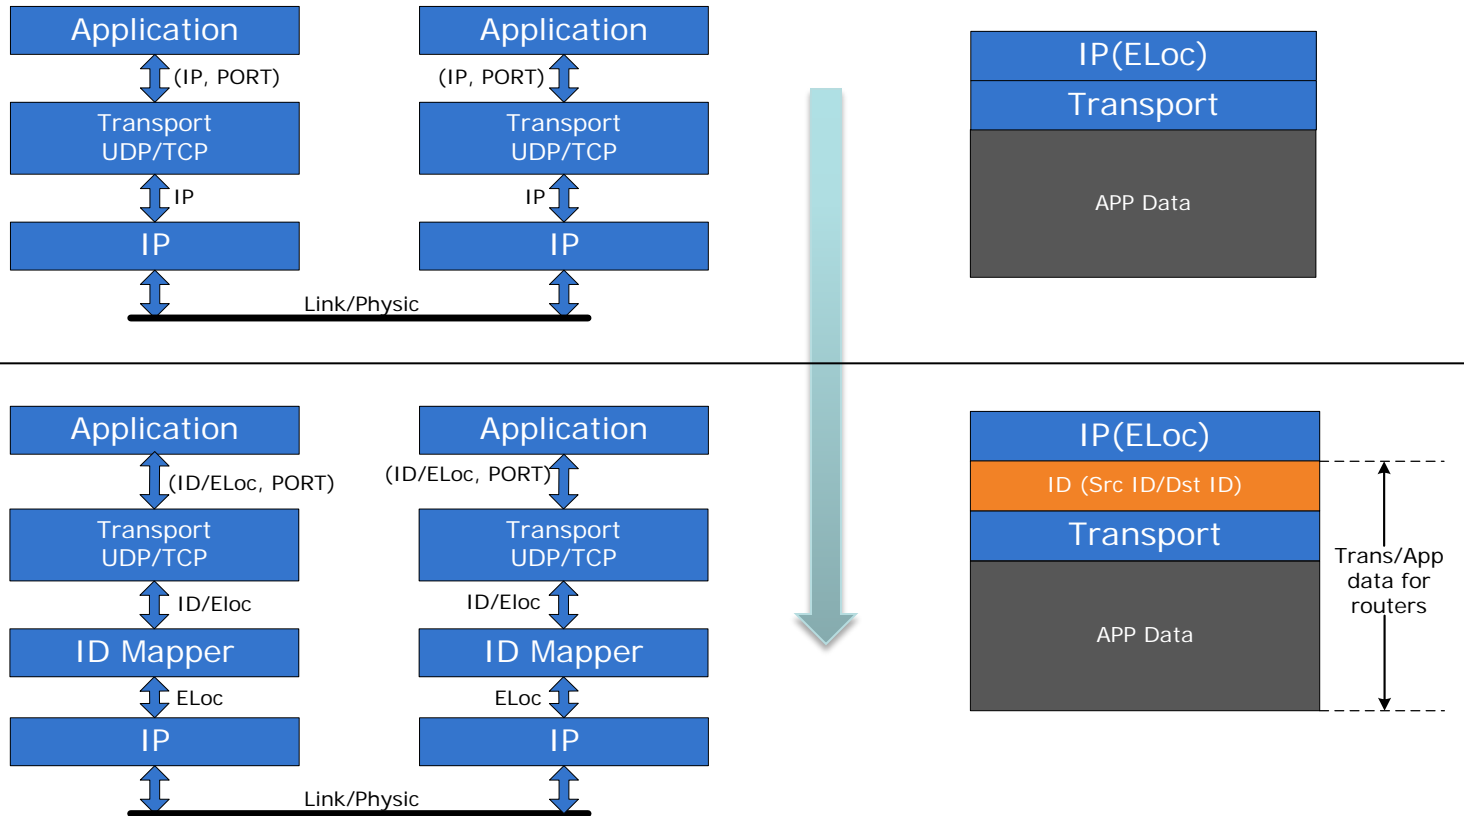 Application
Application
(IP, PORT)
(IP, PORT)
Transport
UDP/TCP
Transport
UDP/TCP
IP
IP
IP
IP
Link/Physic
IP(ELoc)
Transport
APP Data
Application
Application
(ID/ELoc, PORT)
(ID/ELoc, PORT)
Transport
UDP/TCP
Transport
UDP/TCP
ID/Eloc
ID/Eloc
ID Mapper
ID Mapper
ELoc
ELoc
IP
IP
Link/Physic
IP(ELoc)
ID (Src ID/Dst ID)
Transport
APP Data
Trans/App
data for
routers